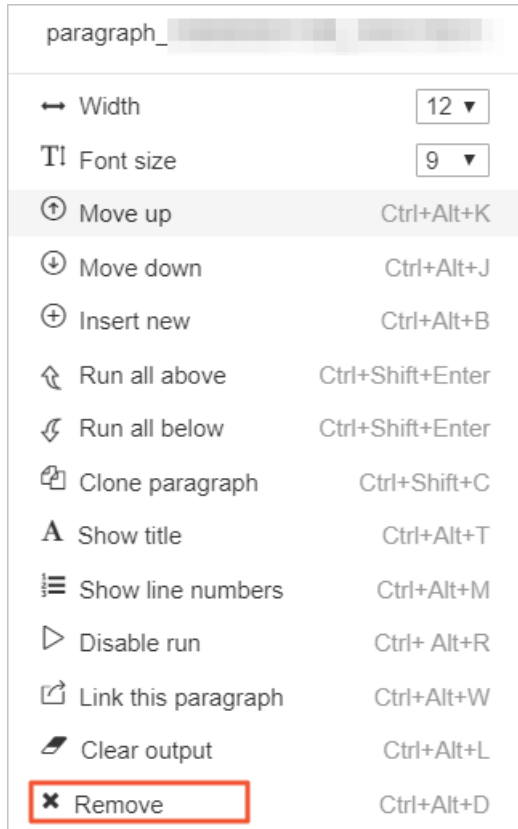 paragraph_
Width 12
Font size 9
Move up Ctrl+Alt+K
Move down Ctrl+Alt+J
Insert new Ctrl+Alt+B
Run all above Ctrl+Shift+Enter
Run all below Ctrl+Shift+Enter
Clone paragraph Ctrl+Shift+C
Show title Ctrl+Alt+T
Show line numbers Ctrl+Alt+M
Disable run Ctrl+ Alt+R
Link this paragraph Ctrl+Alt+W
Clear output Ctrl+Alt+L
Remove Ctrl+Alt+D